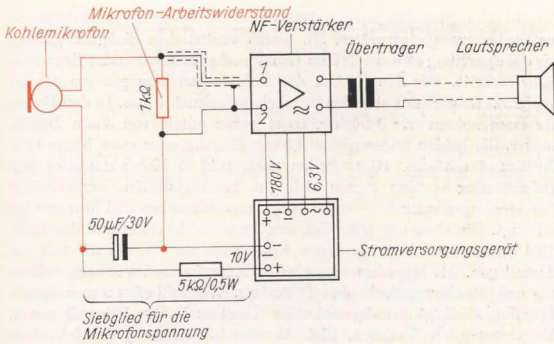 Mikrofon-Arbeitswiderstand
Kohlemikrofon
NF-Verstärker
Übertrager
Lautsprecher
1kΩ
1
2
≈
180V
6,3V
+
−
~
50μF/30V
10V
−
+
5kΩ/0,5W
Stromversorgungsgerät
Siebglied für die
Mikrofonspannung